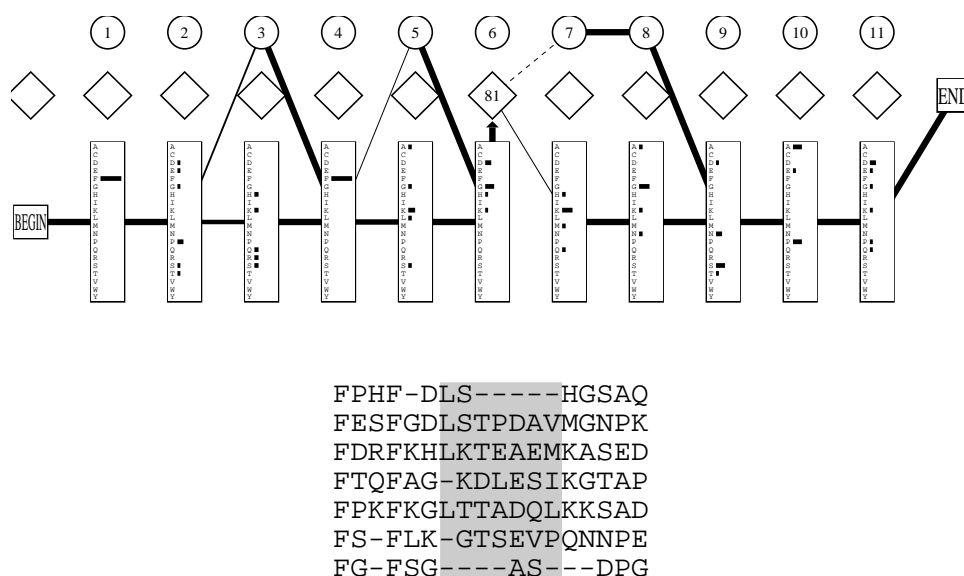 1 2 3 4 5 6 7 8 9 10 11
81 END
A A A A A A A A A A A
C C C C C C C C C C C
D D D D D D D D D D D
E E E E E E E E E E E
F F F F F F F F F F F
G G G G G G G G G G G
H H H H H H H H H H H
I I I I I I I I I I I
K K K K K K K K K K K
BEGIN L L L L L L L L L L L
M M M M M M M M M M M
N N N N N N N N N N N
P P P P P P P P P P P
Q Q Q Q Q Q Q Q Q Q Q
R R R R R R R R R R R
S S S S S S S S S S S
T T T T T T T T T T T
V V V V V V V V V V V
W W W W W W W W W W W
Y Y Y Y Y Y Y Y Y Y Y
FPHF-DLS-----HGSAQ
FESFGDLSTPDAVMGNPK
FDRFKHLKTEAEMKASED
FTQFAG-KDLESIKGTAP
FPKFKGLTTADQLKKSAD
FS-FLK-GTSEVPQNNPE
FG-FSG----AS---DPG